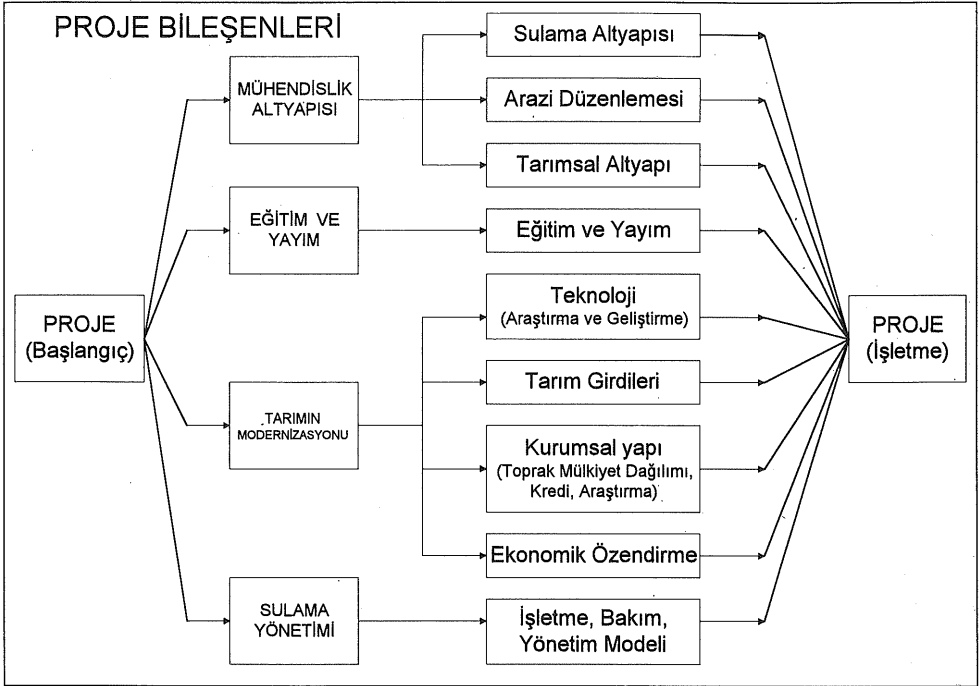 PROJE BİLEŞENLERİ
PROJE
(Başlangıç)
MÜHENDİSLİK
ALTYAPISI
EĞİTİM VE
YAYIM
TARIMIN
MODERNİZASYONU
SULAMA
YÖNETİMİ
Sulama Altyapısı
Arazi Düzenlemesi
Tarımsal Altyapı
Eğitim ve Yayım
Teknoloji
(Araştırma ve Geliştirme)
Tarım Girdileri
Kurumsal yapı
(Toprak Mülkiyet Dağılımı,
Kredi, Araştırma)
Ekonomik Özendirme
İşletme, Bakım,
Yönetim Modeli
PROJE
(İşletme)